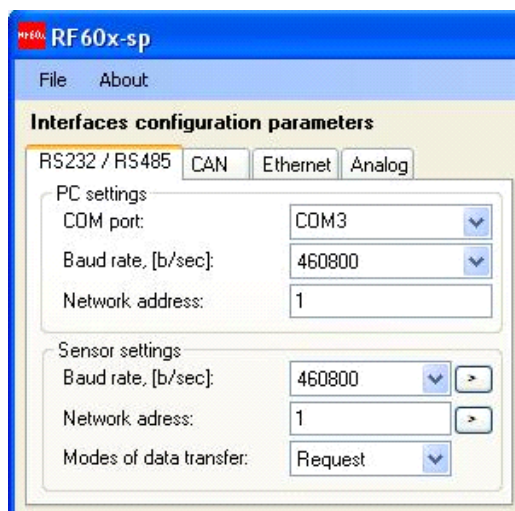 RF60x RF60x-sp
File About
Interfaces configuration parameters
RS232 / RS485 CAN Ethernet Analog
PC settings
COM port: COM3
Baud rate, [b/sec]: 460800
Network address: 1
Sensor settings
Baud rate, [b/sec]: 460800 >
Network adress: 1 >
Modes of data transfer: Request